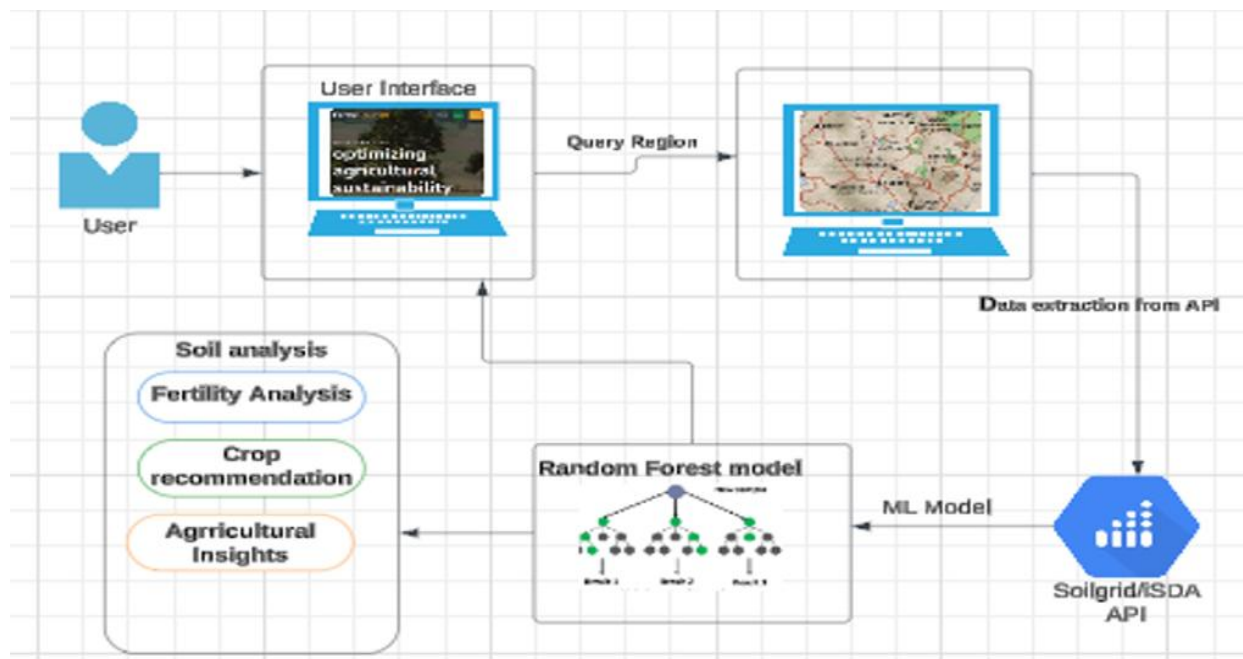 User Interface
optimizing
agricultural
sustainability
User
Query Region
Data extraction from API
Soil analysis
Fertility Analysis
Crop
recommendation
Agrricultural
Insights
Random Forest model
ML Model
Soilgrid/iSDA
API